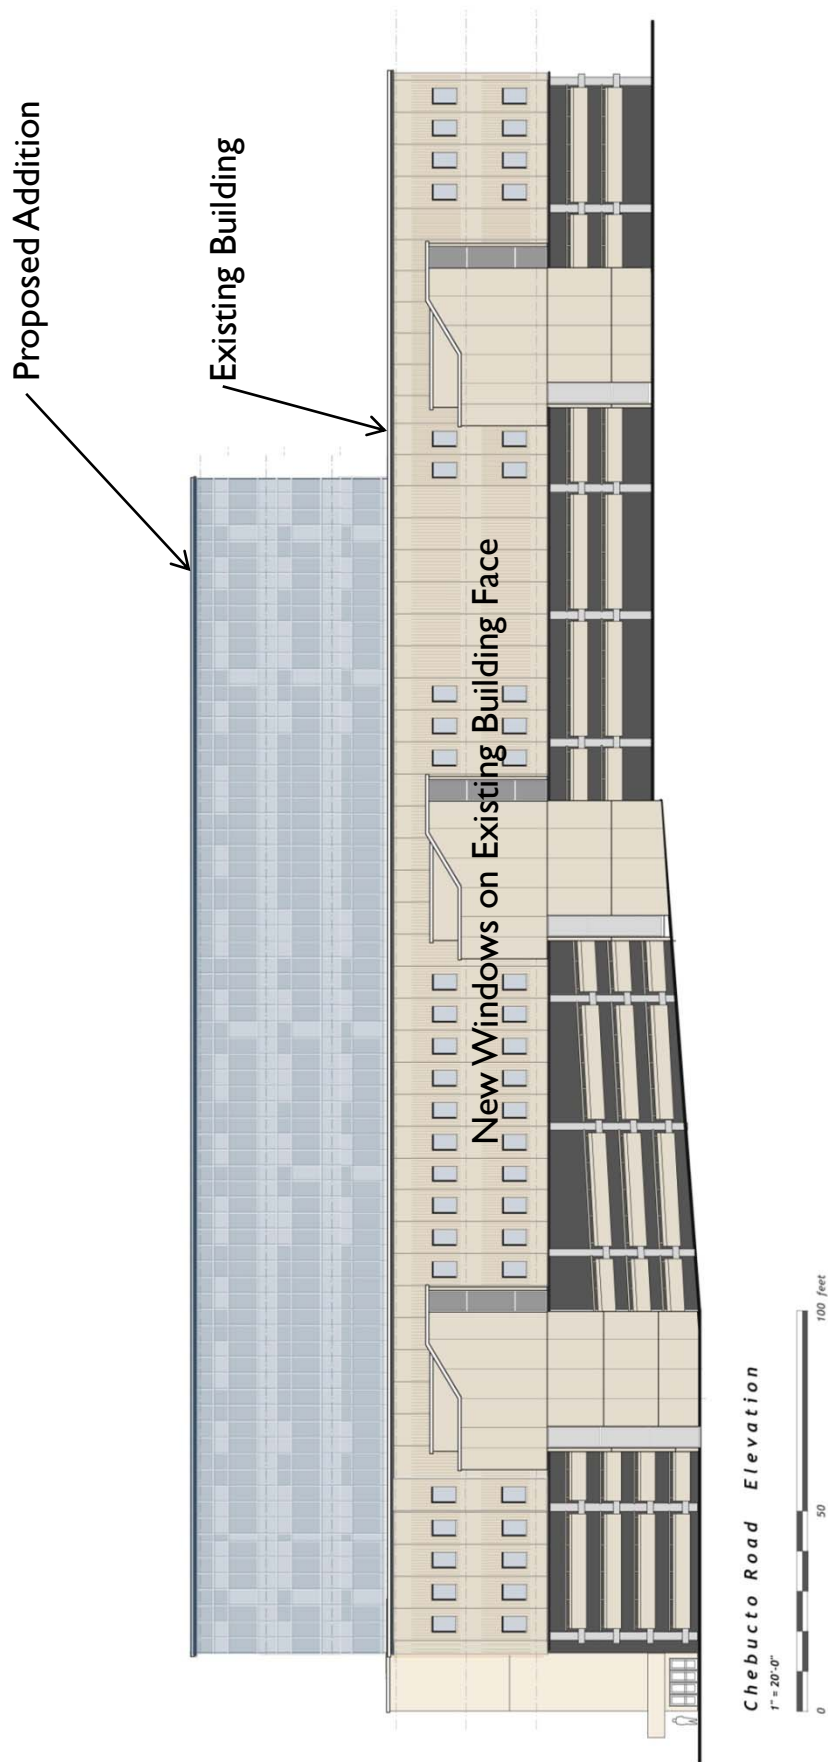 Proposed Addition
Existing Building
New Windows on Existing Building Face
Chebucto Road Elevation
1" = 20'-0"
0 50 100 feet